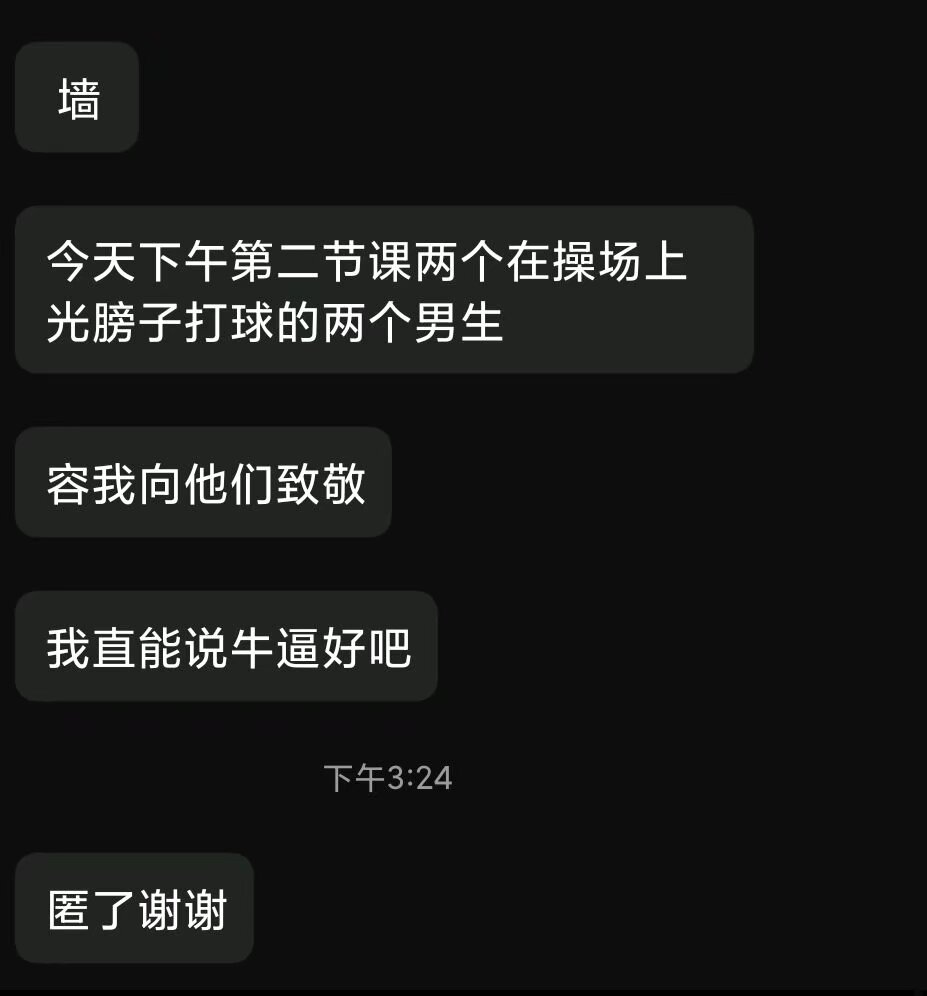 墙
今天下午第二节课两个在操场上
光膀子打球的两个男生
容我向他们致敬
我直能说牛逼好吧
下午3:24
匿了谢谢